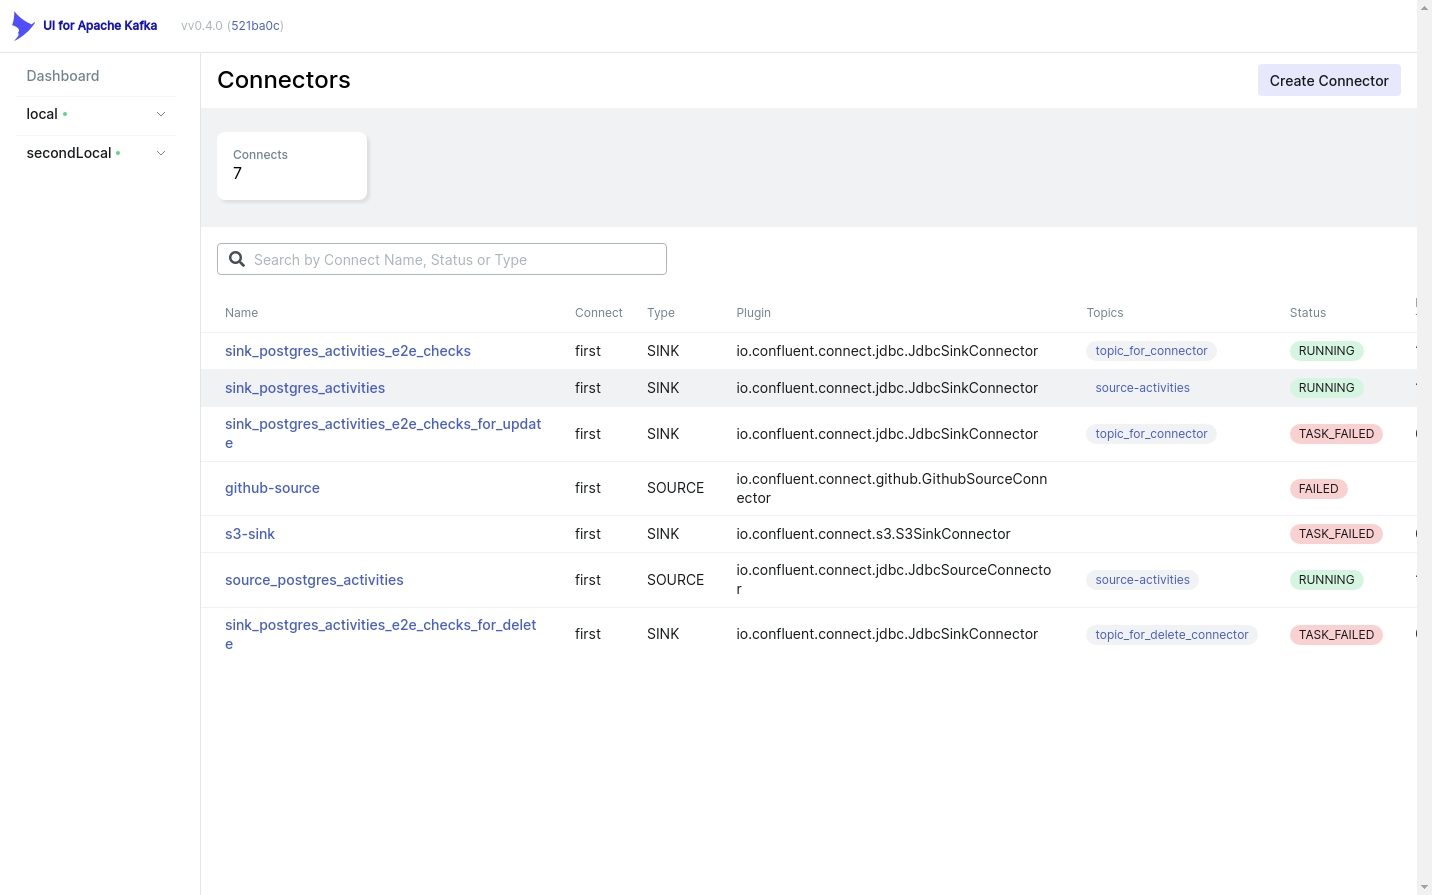 UI for Apache Kafka vv0.4.0 (521ba0c)
Dashboard
local
secondLocal
Connectors
Create Connector
Connects
7
Search by Connect Name, Status or Type
Name Connect Type Plugin Topics Status
sink_postgres_activities_e2e_checks first SINK io.confluent.connect.jdbc.JdbcSinkConnector topic_for_connector RUNNING
sink_postgres_activities first SINK io.confluent.connect.jdbc.JdbcSinkConnector source-activities RUNNING
sink_postgres_activities_e2e_checks_for_updat
e
first SINK io.confluent.connect.jdbc.JdbcSinkConnector topic_for_connector TASK_FAILED
github-source first SOURCE
io.confluent.connect.github.GithubSourceConn
ector
FAILED
s3-sink first SINK io.confluent.connect.s3.S3SinkConnector TASK_FAILED
source_postgres_activities first SOURCE
io.confluent.connect.jdbc.JdbcSourceConnecto
r
source-activities RUNNING
sink_postgres_activities_e2e_checks_for_delet
e
first SINK io.confluent.connect.jdbc.JdbcSinkConnector topic_for_delete_connector TASK_FAILED